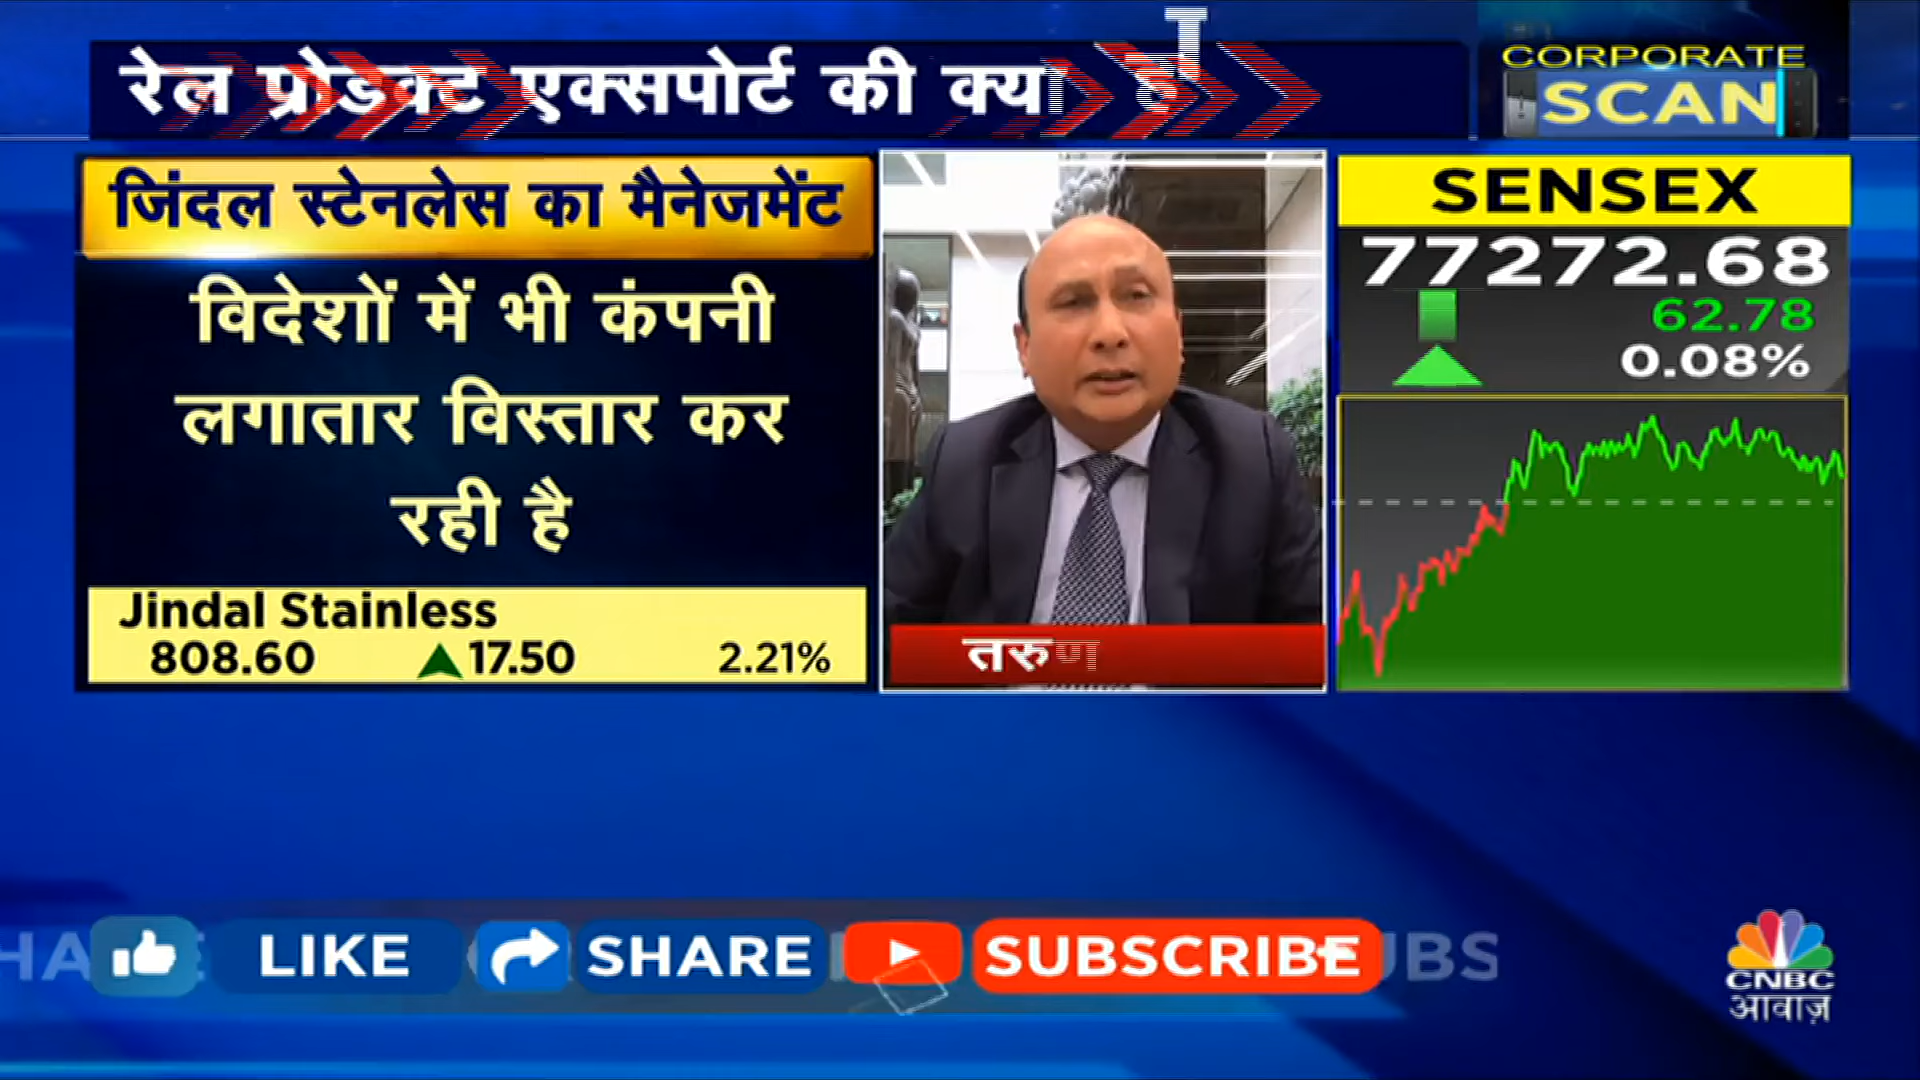 रेल प्रोडक्ट एक्सपोर्ट की क्या
CORPORATE
SCAN
जिंदल स्टेनलेस का मैनेजमेंट
विदेशों में भी कंपनी
लगातार विस्तार कर
रही है
Jindal Stainless
808.60 17.50 2.21%
तरुण
SENSEX
77272.68
62.78
0.08%
LIKE SHARE SUBSCRIBE
CNBC
आवाज़